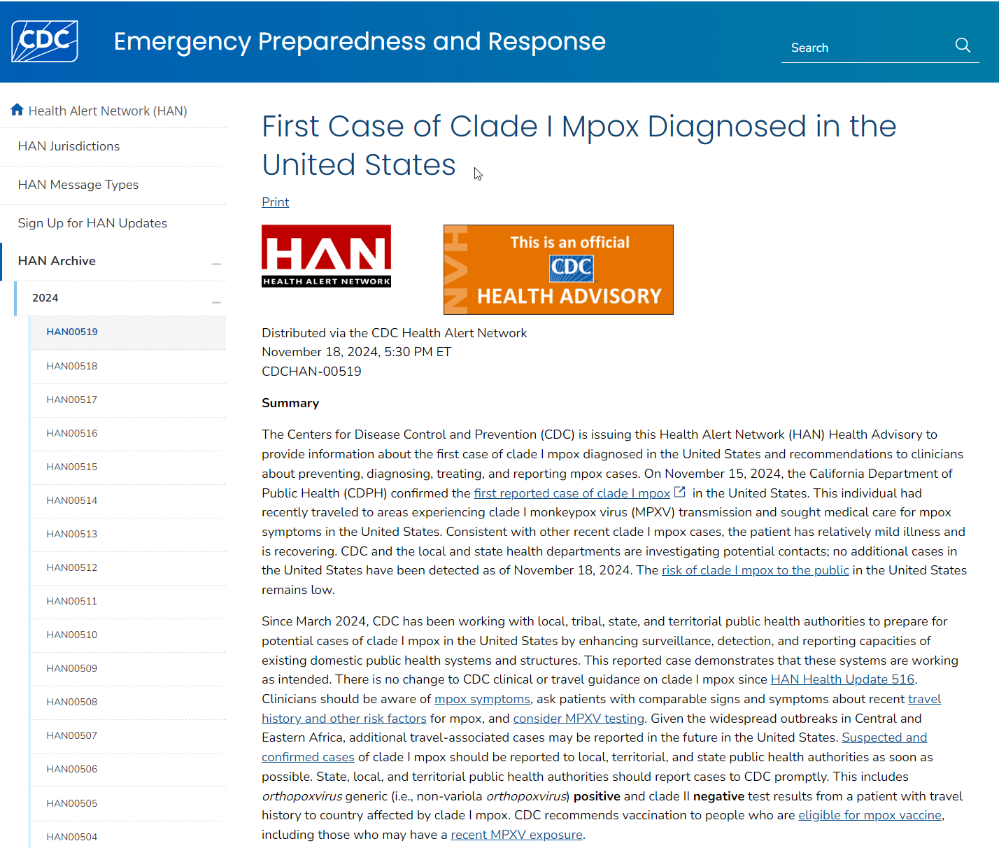 CDC
Emergency Preparedness and Response
Search
Health Alert Network (HAN)
HAN Jurisdictions
HAN Message Types
Sign Up for HAN Updates
HAN Archive
2024
HAN00519
HAN00518
HAN00517
HAN00516
HAN00515
HAN00514
HAN00513
HAN00512
HAN00511
HAN00510
HAN00509
HAN00508
HAN00507
HAN00506
HAN00505
HAN00504
First Case of Clade I Mpox Diagnosed in the
United States
Print
HAN
HEALTH ALERT NETWORK
HAN
This is an official
CDC
HEALTH ADVISORY
Distributed via the CDC Health Alert Network
November 18, 2024, 5:30 PM ET
CDCHAN-00519
Summary
The Centers for Disease Control and Prevention (CDC) is issuing this Health Alert Network (HAN) Health Advisory to
provide information about the first case of clade I mpox diagnosed in the United States and recommendations to clinicians
about preventing, diagnosing, treating, and reporting mpox cases. On November 15, 2024, the California Department of
Public Health (CDPH) confirmed the first reported case of clade I mpox in the United States. This individual had
recently traveled to areas experiencing clade I monkeypox virus (MPXV) transmission and sought medical care for mpox
symptoms in the United States. Consistent with other recent clade I mpox cases, the patient has relatively mild illness and
is recovering. CDC and the local and state health departments are investigating potential contacts; no additional cases in
the United States have been detected as of November 18, 2024. The risk of clade I mpox to the public in the United States
remains low.
Since March 2024, CDC has been working with local, tribal, state, and territorial public health authorities to prepare for
potential cases of clade I mpox in the United States by enhancing surveillance, detection, and reporting capacities of
existing domestic public health systems and structures. This reported case demonstrates that these systems are working
as intended. There is no change to CDC clinical or travel guidance on clade I mpox since HAN Health Update 516.
Clinicians should be aware of mpox symptoms, ask patients with comparable signs and symptoms about recent travel
history and other risk factors for mpox, and consider MPXV testing. Given the widespread outbreaks in Central and
Eastern Africa, additional travel-associated cases may be reported in the future in the United States. Suspected and
confirmed cases of clade I mpox should be reported to local, territorial, and state public health authorities as soon as
possible. State, local, and territorial public health authorities should report cases to CDC promptly. This includes
orthopoxvirus generic (i.e., non-variola orthopoxvirus) positive and clade II negative test results from a patient with travel
history to country affected by clade I mpox. CDC recommends vaccination to people who are eligible for mpox vaccine,
including those who may have a recent MPXV exposure.